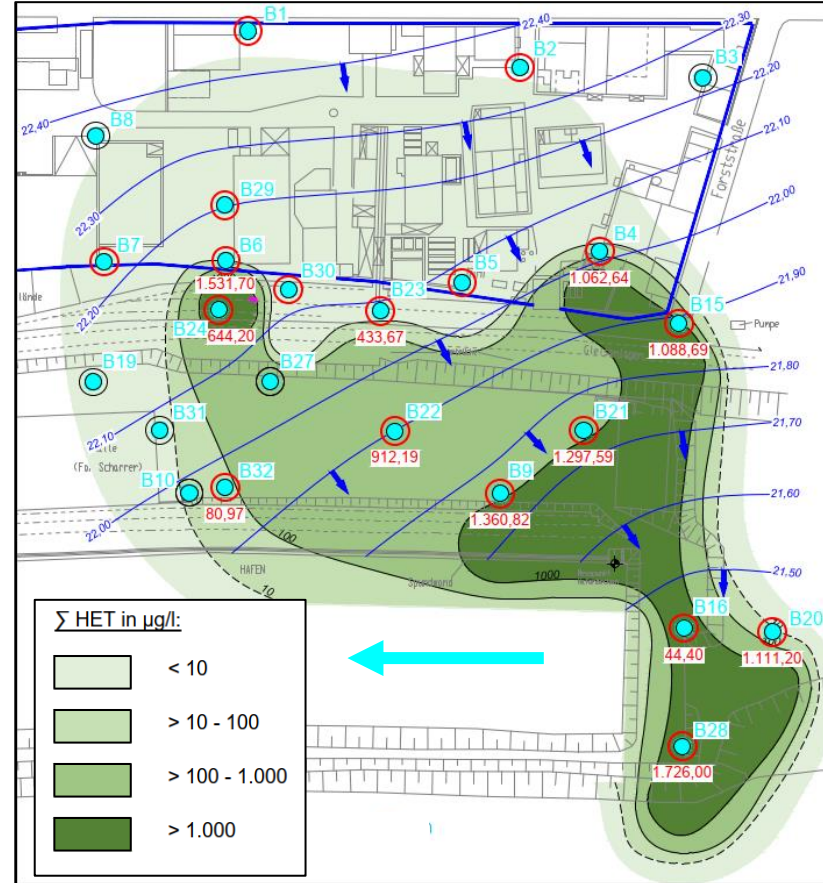 B1
22,40
22,30
B2
B3
22,20
22,10
22,40
B8
Forststraße
22,00
B29
22,30
B4
1.062,64
B7
B6
1.531,70
B30
B5
21,90
lände
22,20
B24
644,20
B23
433,67
B15
1.088,69
Pumpe
21,80
B19
B27
22,10
21,70
B31
(Fa. Scharrer)
B22
912,19
B21
1.297,59
B10
B32
80,97
B9
1.360,82
21,60
22,00
100
HAFEN
10
Spundwand
1000
21,50
B16
44,40
B20
1.111,20
B28
1.726,00
∑ HET in µg/l:
< 10
> 10 - 100
> 100 - 1.000
> 1.000